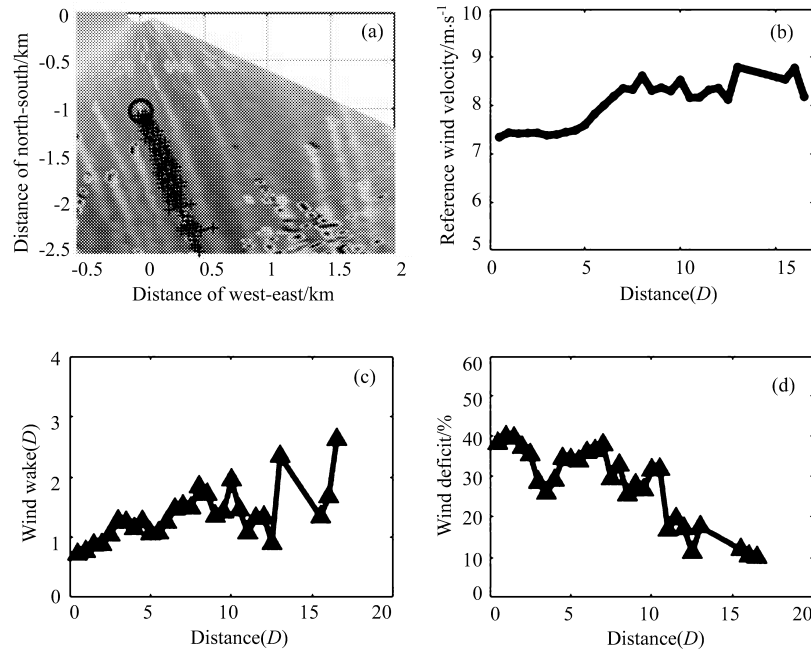 (a)
0
-0.5
-1
-1.5
-2
-2.5
-0.5 0 0.5 1 1.5 2
Distance of north-south/km
Distance of west-east/km
(b)
10
9
8
7
6
5
0 5 10 15
Reference wind velocity/m·s⁻¹
Distance(D)
(c)
4
3
2
1
0
0 5 10 15 20
Wind wake(D)
Distance(D)
(d)
60
50
40
30
20
10
0
0 5 10 15 20
Wind deficit/%
Distance(D)